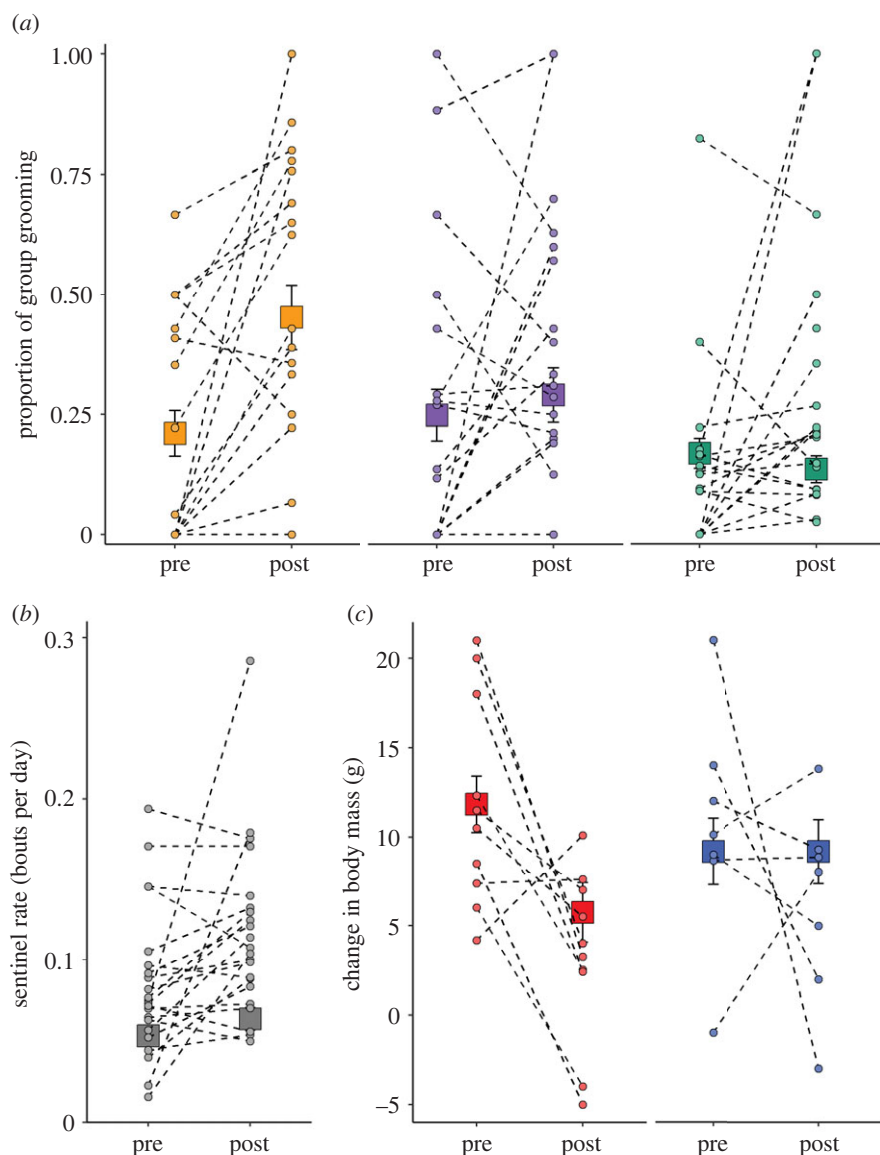 (a)
proportion of group grooming
1.00
0.75
0.50
0.25
0
pre post pre post pre post
(b) (c)
sentinel rate (bouts per day)
0.3
0.2
0.1
0
pre post
change in body mass (g)
20
15
10
5
0
−5
pre post pre post